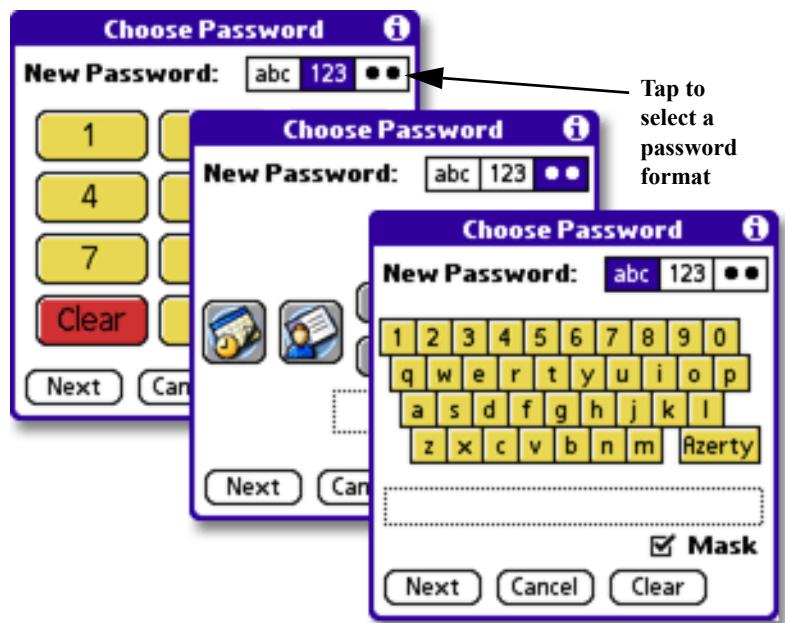 Choose Password
New Password: abc 123
1
4
7
Clear
Next Can
Tap to
select a
password
format
Choose Password
New Password: abc 123
Next Can
Choose Password
New Password: abc 123
1 2 3 4 5 6 7 8 9 0
q w e r t y u i o p
a s d f g h j k l
z x c v b n m Azerty
Mask
Next Cancel Clear